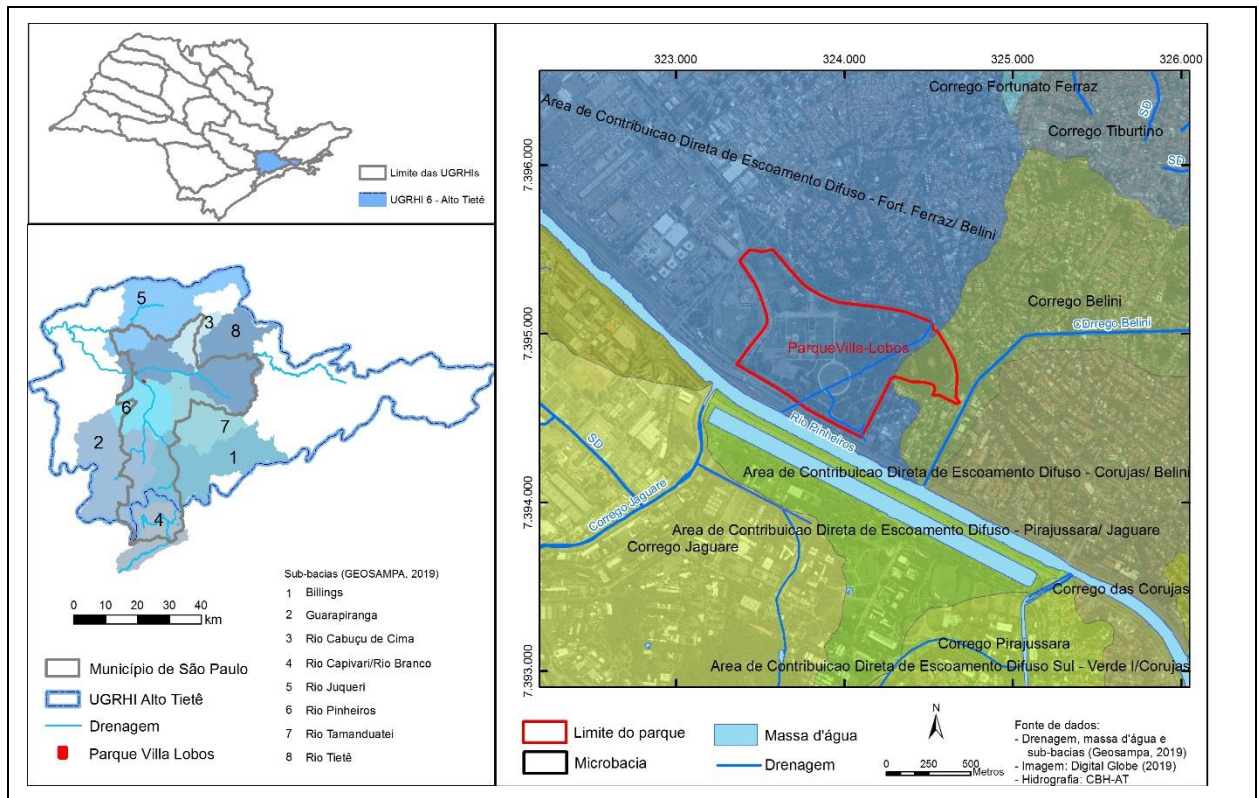 Limite das UGRHIs
UGRHI 6 - Alto Tietê
5
3
8
6
7
2
1
4
Sub-bacias (GEOSAMPA, 2019)
1 Billings
2 Guarapiranga
3 Rio Cabuçu de Cima
4 Rio Capivari/Rio Branco
5 Rio Juqueri
6 Rio Pinheiros
7 Rio Tamanduatei
8 Rio Tietê
0 10 20 30 40
km
Município de São Paulo
UGRHI Alto Tietê
Drenagem
Parque Villa Lobos
323.000 324.000 325.000 326.000
7.396.000
7.395.000
7.394.000
7.393.000
Corrego Fortunato Ferraz
Area de Contribuicao Direta de Escoamento Difuso - Fort. Ferraz/ Belini
SD
Corrego Tiburtino
SD
Corrego Belini
CDrrego Belini
ParqueVilla-Lobos
Rio Pinheiros
SD
Area de Contribuicao Direta de Escoamento Difuso - Corujas/ Belini
Corrego Jaguare
Area de Contribuicao Direta de Escoamento Difuso - Pirajussara/ Jaguare
Corrego Jaguare
Corrego das Corujas
Corrego Pirajussara
Area de Contribuicao Direta de Escoamento Difuso Sul - Verde I/Corujas
Limite do parque
Microbacia
Massa d'água
Drenagem
N
0 250 500
Metros
Fonte de dados:
- Drenagem, massa d'água e
sub-bacias (Geosampa, 2019)
- Imagem: Digital Globe (2019)
- Hidrografia: CBH-AT